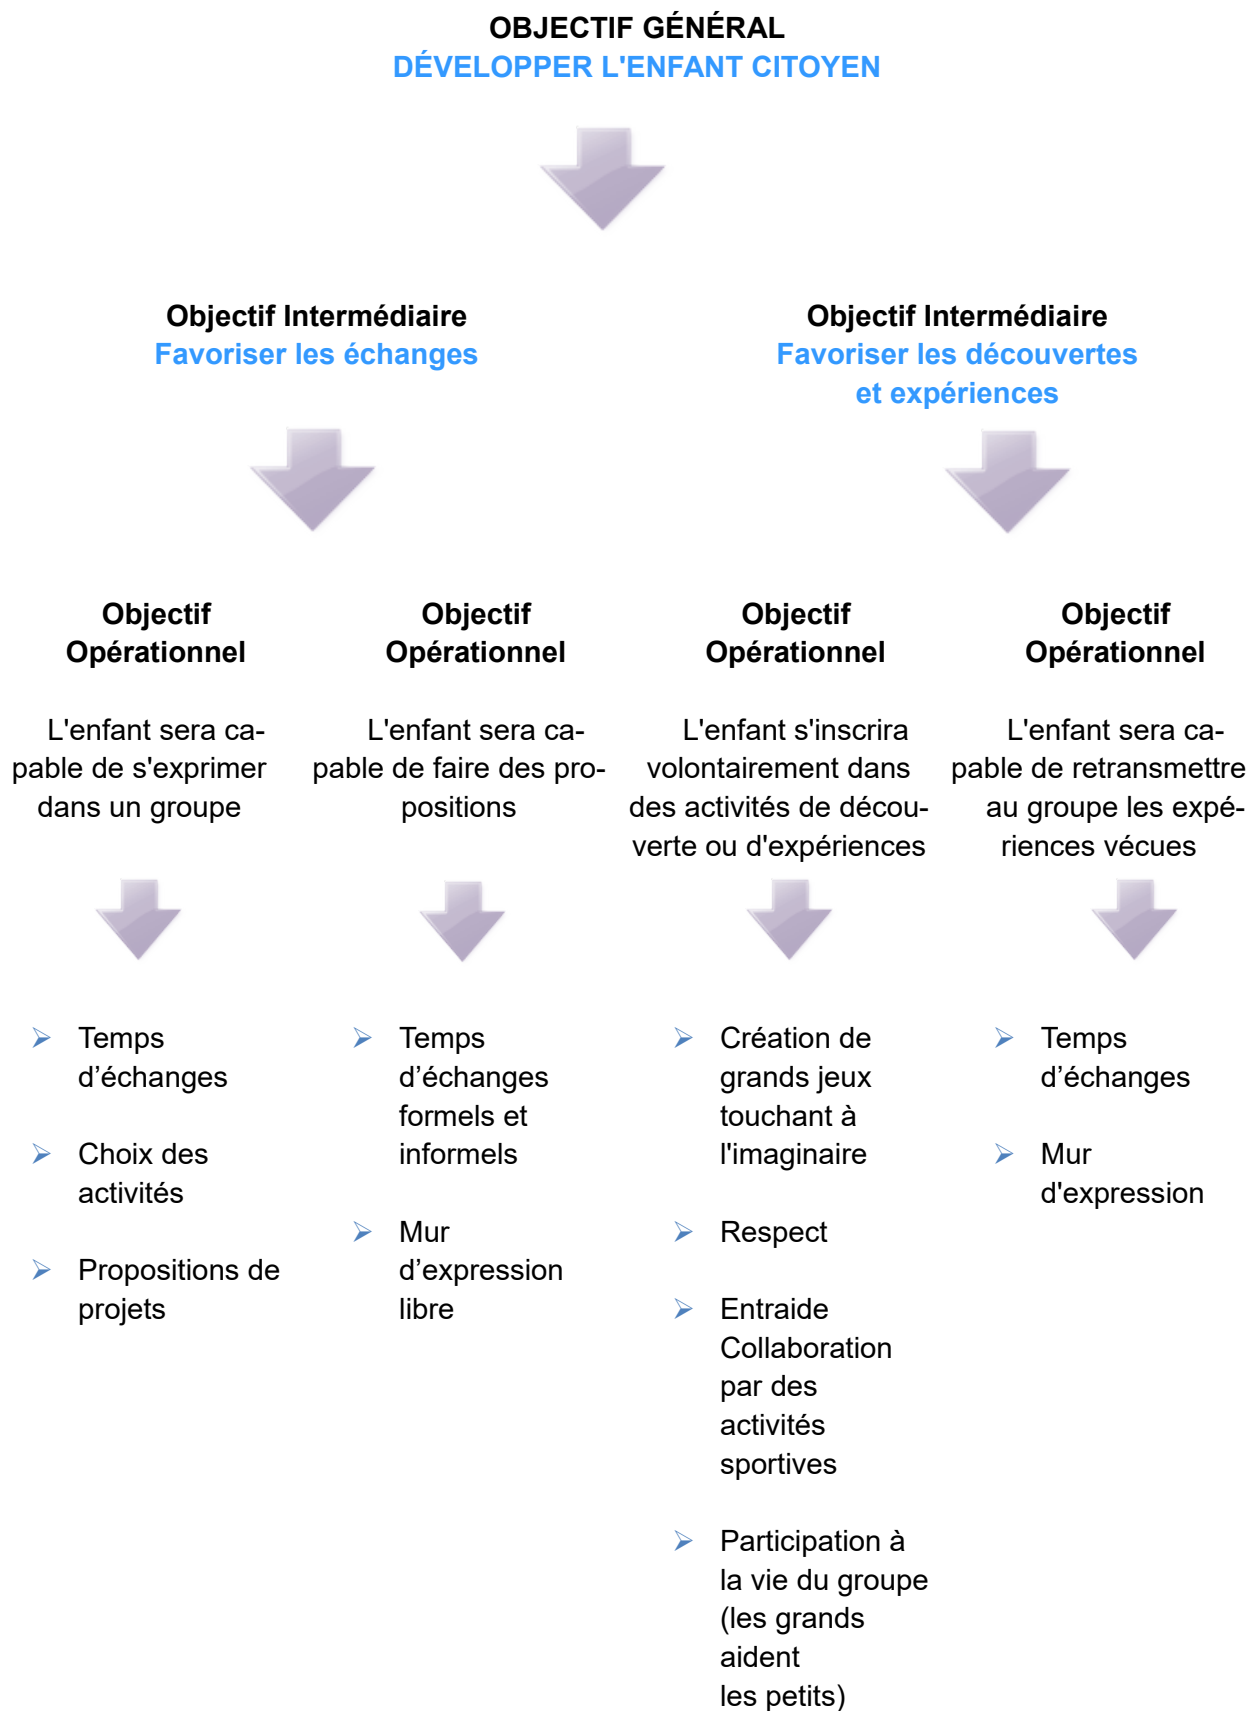 OBJECTIF GÉNÉRAL
DÉVELOPPER L'ENFANT CITOYEN
Objectif Intermédiaire
Favoriser les échanges
Objectif Intermédiaire
Favoriser les découvertes
et expériences
Objectif
Opérationnel
L'enfant sera ca-
pable de s'exprimer
dans un groupe
Objectif
Opérationnel
L'enfant sera ca-
pable de faire des pro-
positions
Objectif
Opérationnel
L'enfant s'inscrira
volontairement dans
des activités de décou-
verte ou d'expériences
Objectif
Opérationnel
L'enfant sera ca-
pable de retransmettre
au groupe les expé-
riences vécues
➢ Temps
d’échanges
➢ Choix des
activités
➢ Propositions de
projets
➢ Temps
d’échanges
formels et
informels
➢ Mur
d’expression
libre
➢ Création de
grands jeux
touchant à
l'imaginaire
➢ Respect
➢ Entraide
Collaboration
par des
activités
sportives
➢ Participation à
la vie du groupe
(les grands
aident
les petits)
➢ Temps
d’échanges
➢ Mur
d'expression